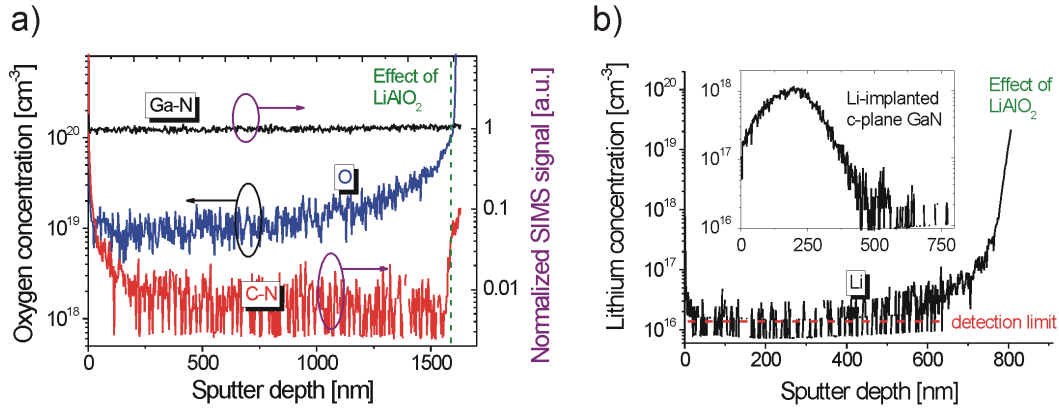 a)
Oxygen concentration [cm⁻³]
10²⁰
10¹⁹
10¹⁸
Ga-N
O
C-N
Effect of
LiAlO₂
1
0.1
0.01
Normalized SIMS signal [a.u.]
0 500 1000 1500
Sputter depth [nm]
b)
Lithium concentration [cm⁻³]
10²⁰
10¹⁹
10¹⁸
10¹⁷
10¹⁶
10¹⁸
10¹⁷
10¹⁶
0 250 500 750
Li-implanted
c-plane GaN
Effect of
LiAlO₂
Li
detection limit
0 200 400 600 800
Sputter depth [nm]